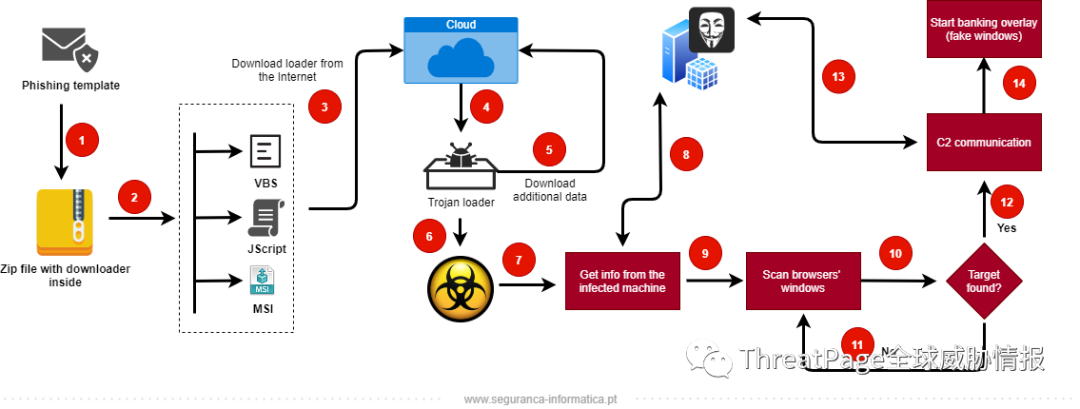 Phishing template
1
Zip file with downloader
inside
2
VBS
JScript
MSI
MSI
Download loader from
the Internet
3
Cloud
4
Trojan loader
5
Download
additional data
6
7
8
Get info from the
infected machine
9
Scan browsers'
windows
10
Target
found?
11
No
12
Yes
C2 communication
13
14
Start banking overlay
(fake windows)
ThreatPage全球威胁情报
www.seguranca-informatica.pt